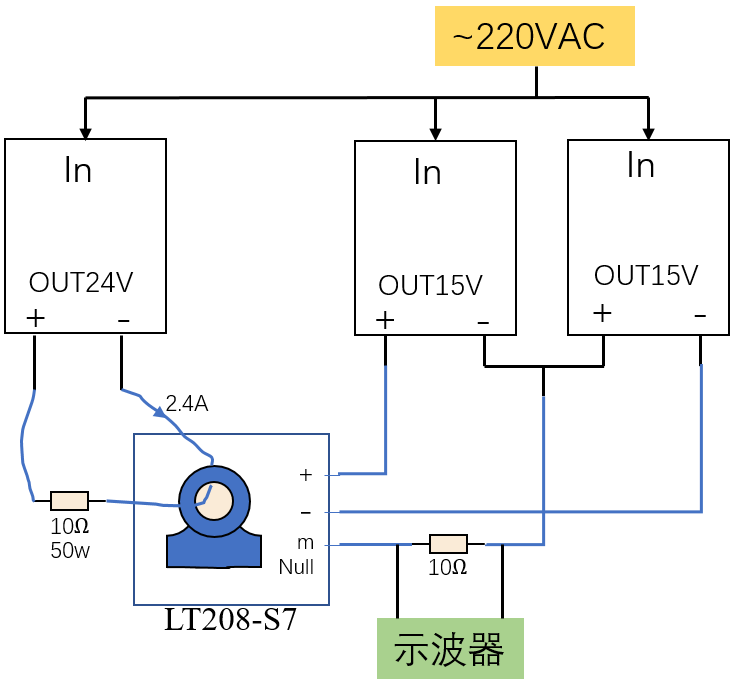 ~220VAC
In
In
In
OUT24V
OUT15V
OUT15V
+ -
+ -
+ -
2.4A
+
-
m
Null
10Ω
50w
10Ω
LT208-S7
示波器